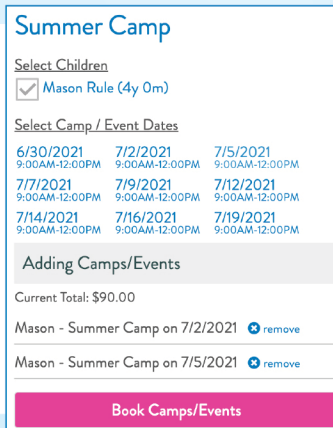 Summer Camp
Select Children
Mason Rule (4y 0m)
Select Camp / Event Dates
6/30/2021 7/2/2021 7/5/2021
9:00AM-12:00PM 9:00AM-12:00PM 9:00AM-12:00PM
7/7/2021 7/9/2021 7/12/2021
9:00AM-12:00PM 9:00AM-12:00PM 9:00AM-12:00PM
7/14/2021 7/16/2021 7/19/2021
9:00AM-12:00PM 9:00AM-12:00PM 9:00AM-12:00PM
Adding Camps/Events
Current Total: $90.00
Mason - Summer Camp on 7/2/2021 remove
Mason - Summer Camp on 7/5/2021 remove
Book Camps/Events